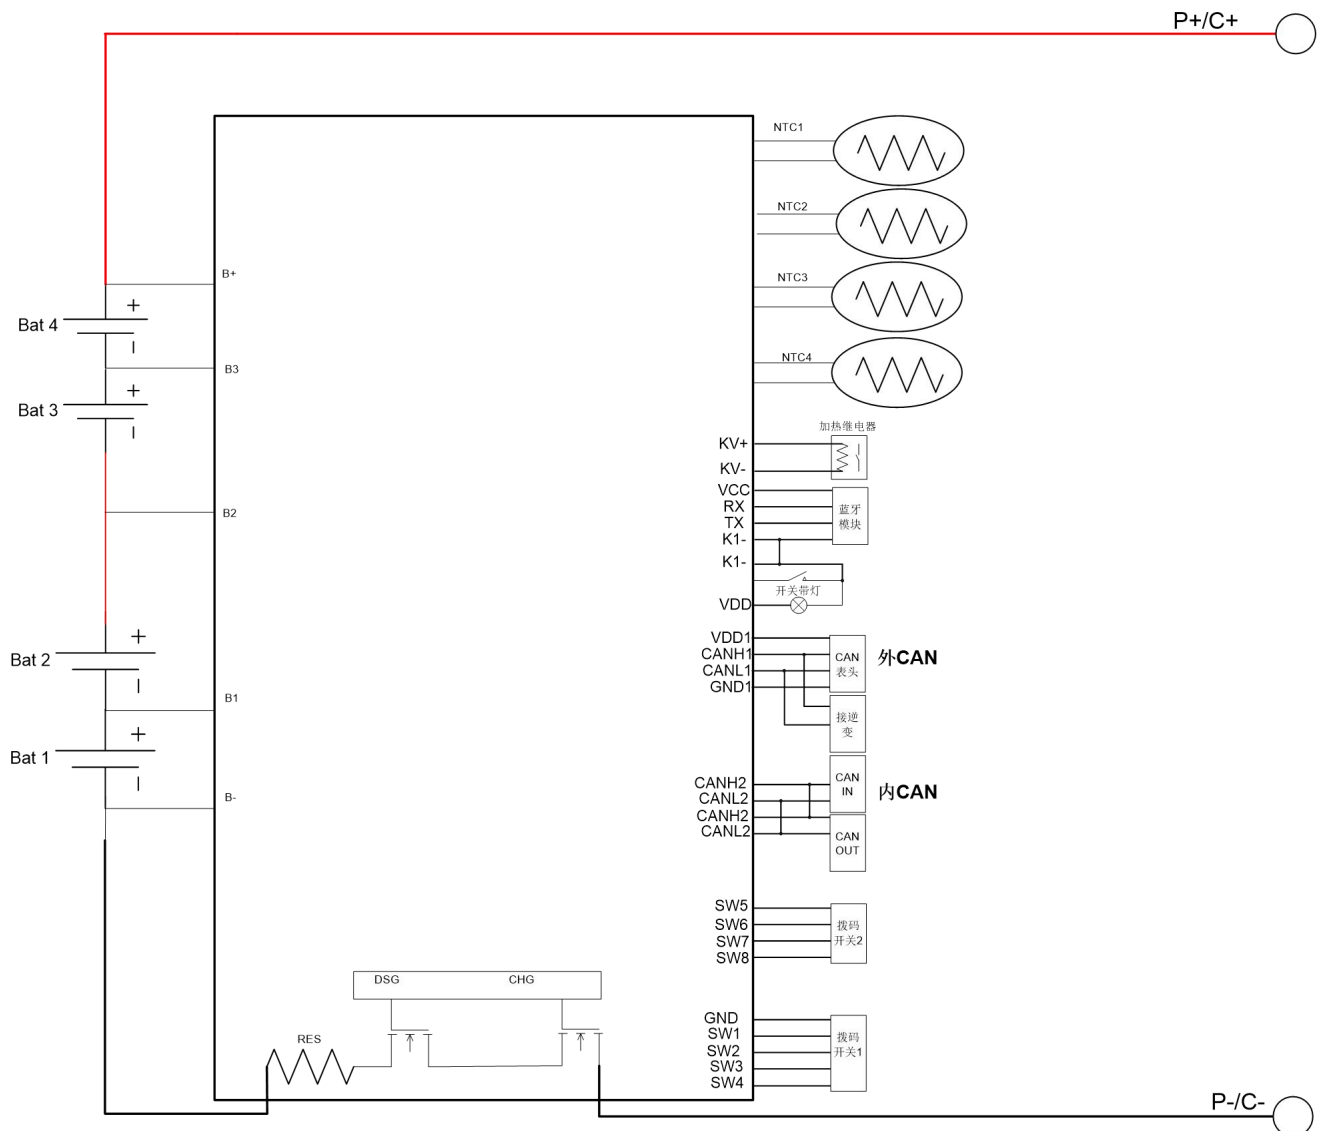 P+/C+
NTC1
NTC2
B+
NTC3
Bat 4
NTC4
B3
Bat 3
加热继电器
KV+
KV-
VCC
RX
蓝牙
模块
TX
B2
K1-
K1-
开关带灯
VDD
VDD1
CANH1
CAN
表头
外CAN
Bat 2
CANL1
GND1
B1
接逆
变
Bat 1
CANH2
CAN
IN
内CAN
B-
CANL2
CANH2
CANL2
CAN
OUT
SW5
SW6
拨码
开关2
SW7
SW8
DSG
CHG
GND
RES
SW1
拨码
开关1
SW2
SW3
SW4
P-/C-